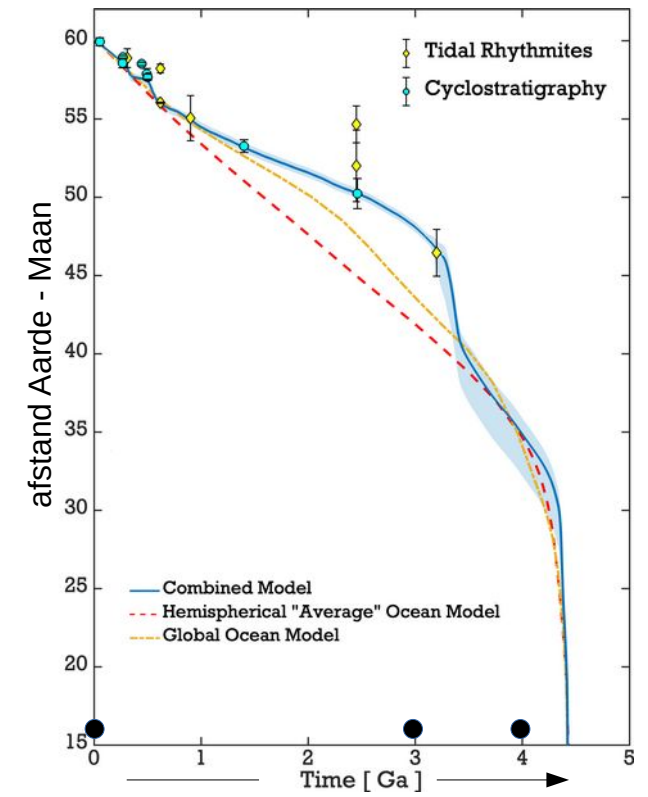 60
55
50
45
40
35
30
25
20
15
afstand Aarde - Maan
Tidal Rhythmites
Cyclostratigraphy
Combined Model
Hemispherical "Average" Ocean Model
Global Ocean Model
0 1 2 3 4 5
Time [ Ga ]